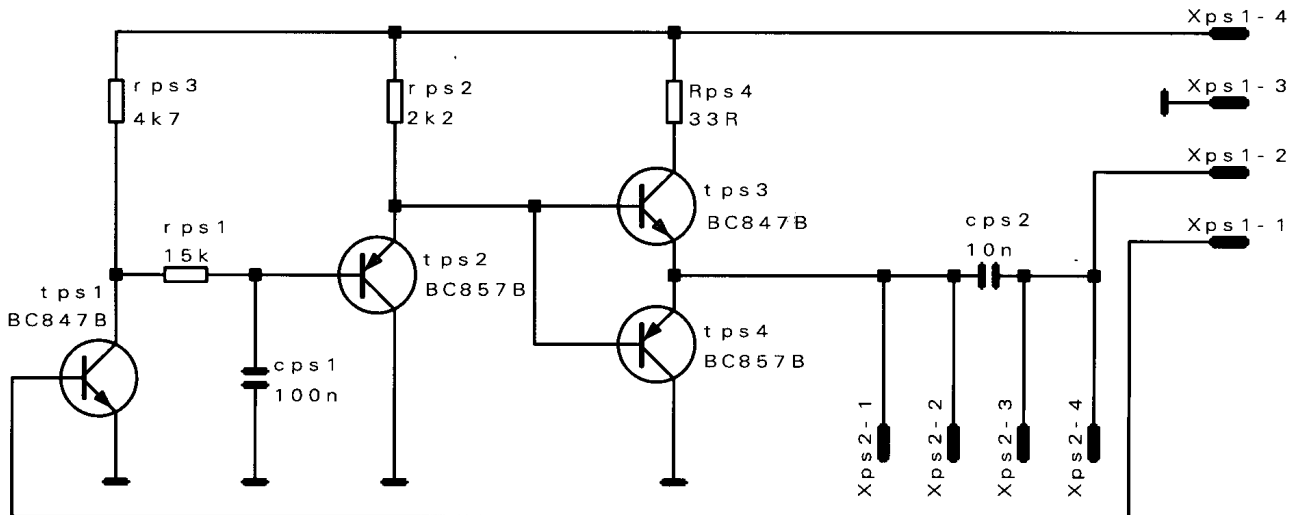 Xps1-4
rps3
4k7
rps2
2k2
Rps4
33R
Xps1-3
Xps1-2
tps3
BC847B
cps2
10n
Xps1-1
rps1
15k
tps2
BC857B
tps1
BC847B
tps4
BC857B
cps1
100n
Xps2-1
Xps2-2
Xps2-3
Xps2-4